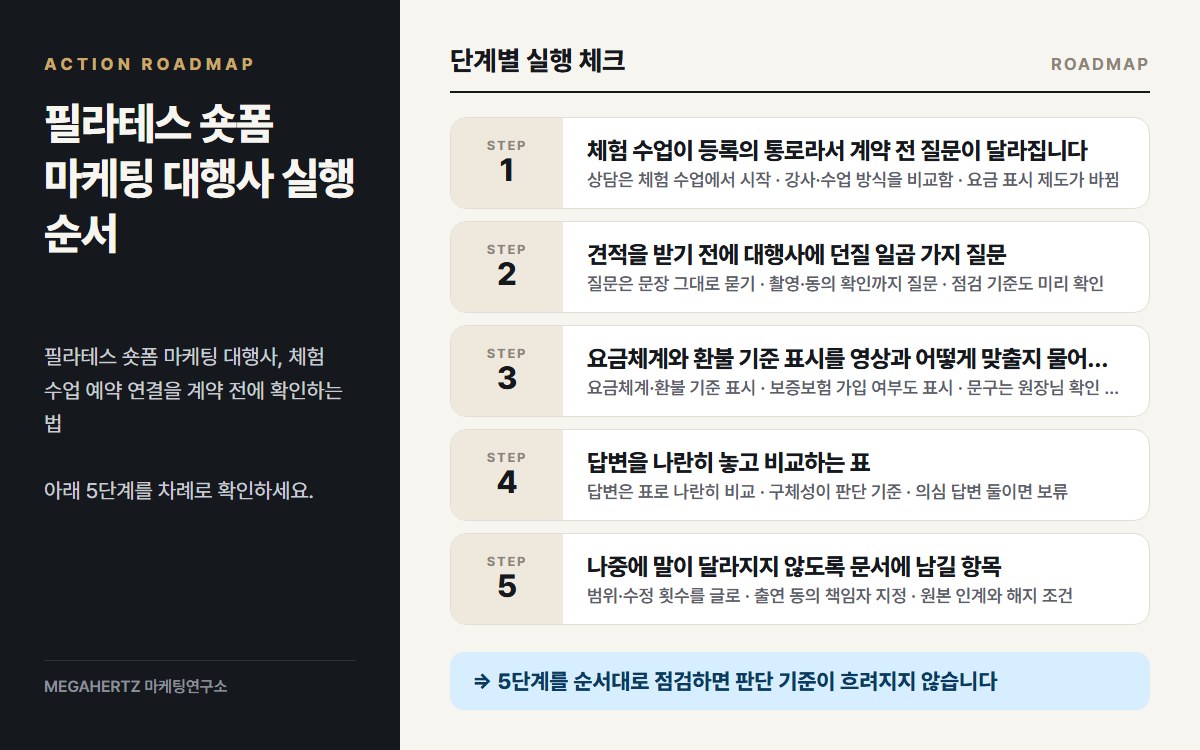 ACTION ROADMAP
필라테스 숏폼
마케팅 대행사 실행
순서
필라테스 숏폼 마케팅 대행사, 체험
수업 예약 연결을 계약 전에 확인하는
법
아래 5단계를 차례로 확인하세요.
MEGAHERTZ 마케팅연구소
단계별 실행 체크
ROADMAP
STEP
1
체험 수업이 등록의 통로라서 계약 전 질문이 달라집니다
상담은 체험 수업에서 시작 · 강사·수업 방식을 비교함 · 요금 표시 제도가 바뀜
STEP
2
견적을 받기 전에 대행사에 던질 일곱 가지 질문
질문은 문장 그대로 묻기 · 촬영·동의 확인까지 질문 · 점검 기준도 미리 확인
STEP
3
요금체계와 환불 기준 표시를 영상과 어떻게 맞출지 물어...
요금체계·환불 기준 표시 · 보증보험 가입 여부도 표시 · 문구는 원장님 확인 ...
STEP
4
답변을 나란히 놓고 비교하는 표
답변은 표로 나란히 비교 · 구체성이 판단 기준 · 의심 답변 둘이면 보류
STEP
5
나중에 말이 달라지지 않도록 문서에 남길 항목
범위·수정 횟수를 글로 · 출연 동의 책임자 지정 · 원본 인계와 해지 조건
⇒ 5단계를 순서대로 점검하면 판단 기준이 흐려지지 않습니다